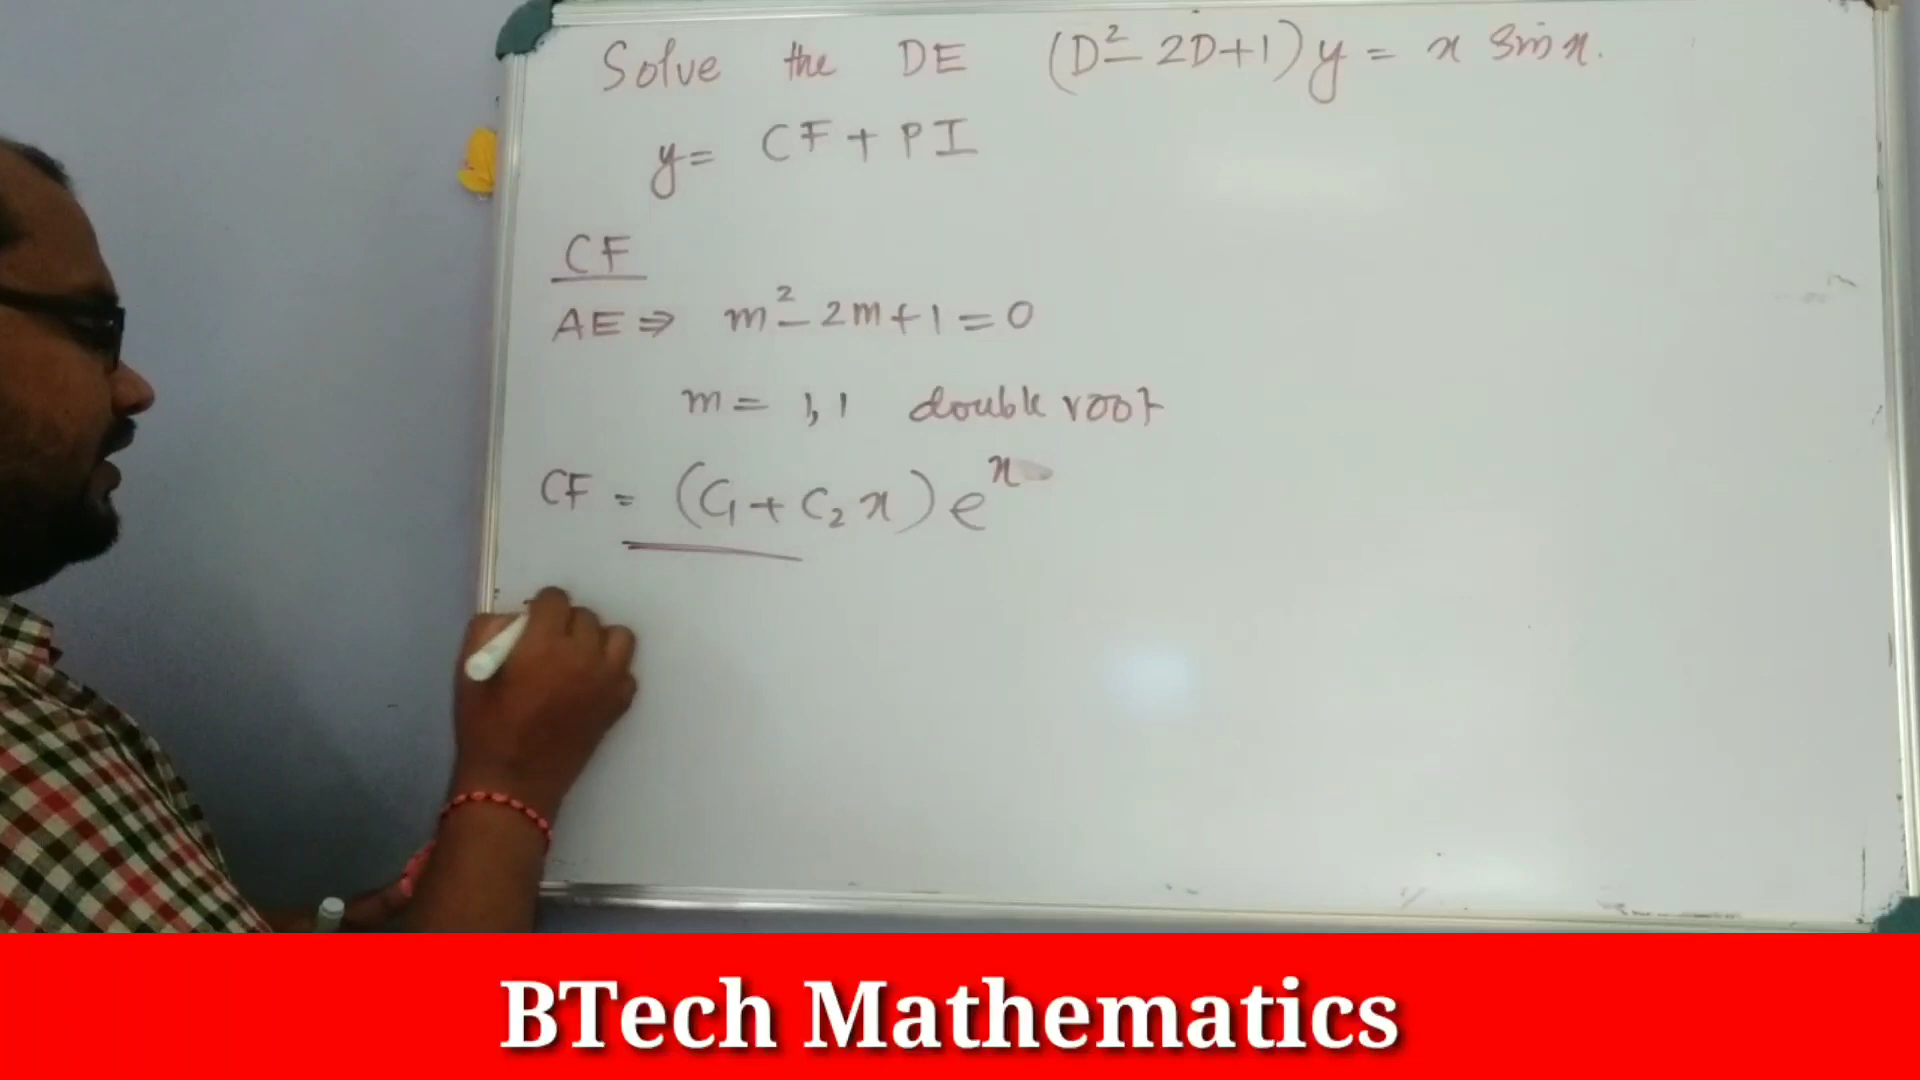 Solve the DE (D² - 2D+1)y = x sin x.
y = CF + PI
CF
AE ⇒ m² - 2m + 1 = 0
m = 1, 1 double root
CF = (C₁ + C₂ x) eˣ
BTech Mathematics